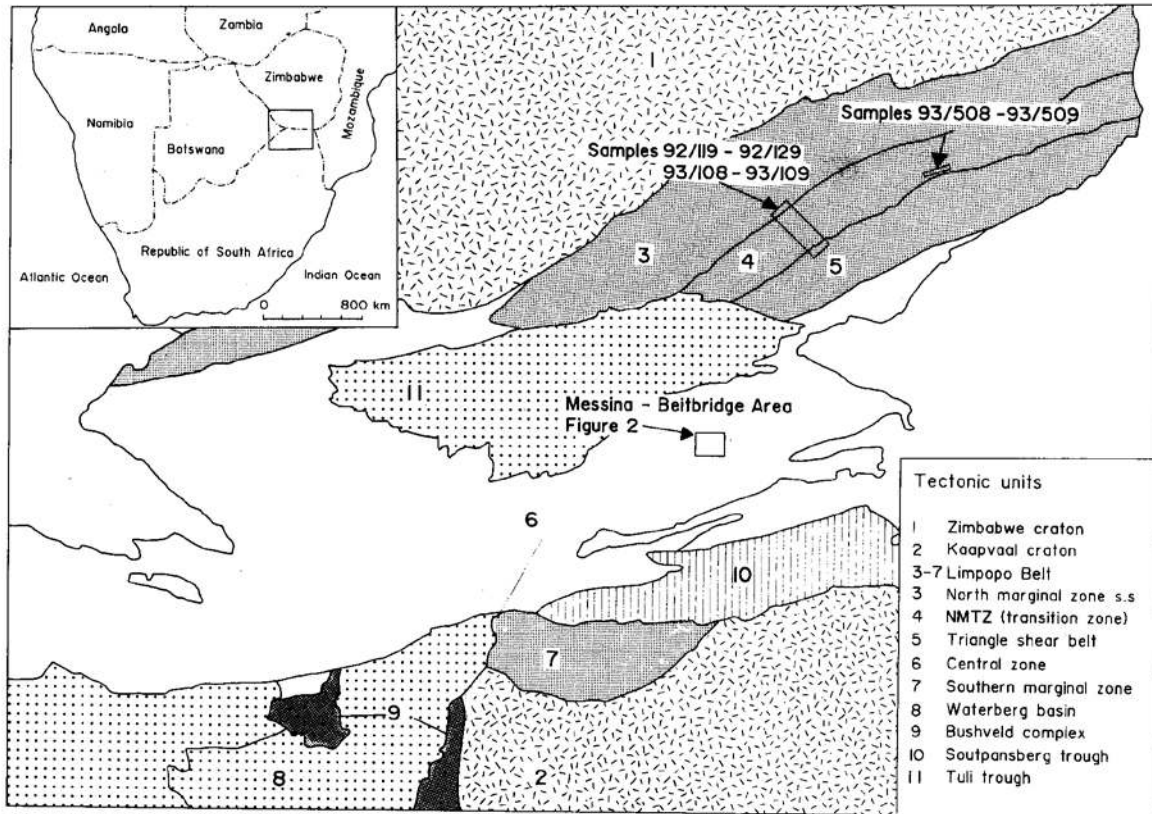 Angola
Zambia
Zimbabwe
Mozambique
Namibia
Botswana
Republic of South Africa
Atlantic Ocean
Indian Ocean
0 800 km
1
Samples 93/508 - 93/509
Samples 92/119 - 92/129
93/108 - 93/109
3
4
5
11
Messina - Beitbridge Area
Figure 2
6
10
7
9
8
2
Tectonic units
1 Zimbabwe craton
2 Kaapvaal craton
3-7 Limpopo Belt
3 North marginal zone s.s
4 NMTZ (transition zone)
5 Triangle shear belt
6 Central zone
7 Southern marginal zone
8 Waterberg basin
9 Bushveld complex
10 Soutpansberg trough
11 Tuli trough